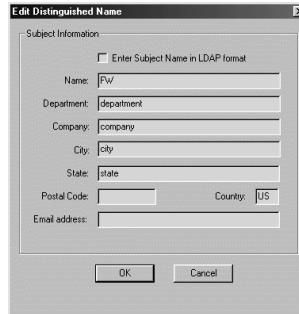 Edit Distinguished Name
Subject Information
Enter Subject Name in LDAP format
Name: FW
Department: department
Company: company
City: city
State: state
Postal Code: Country: US
Email address:
OK Cancel